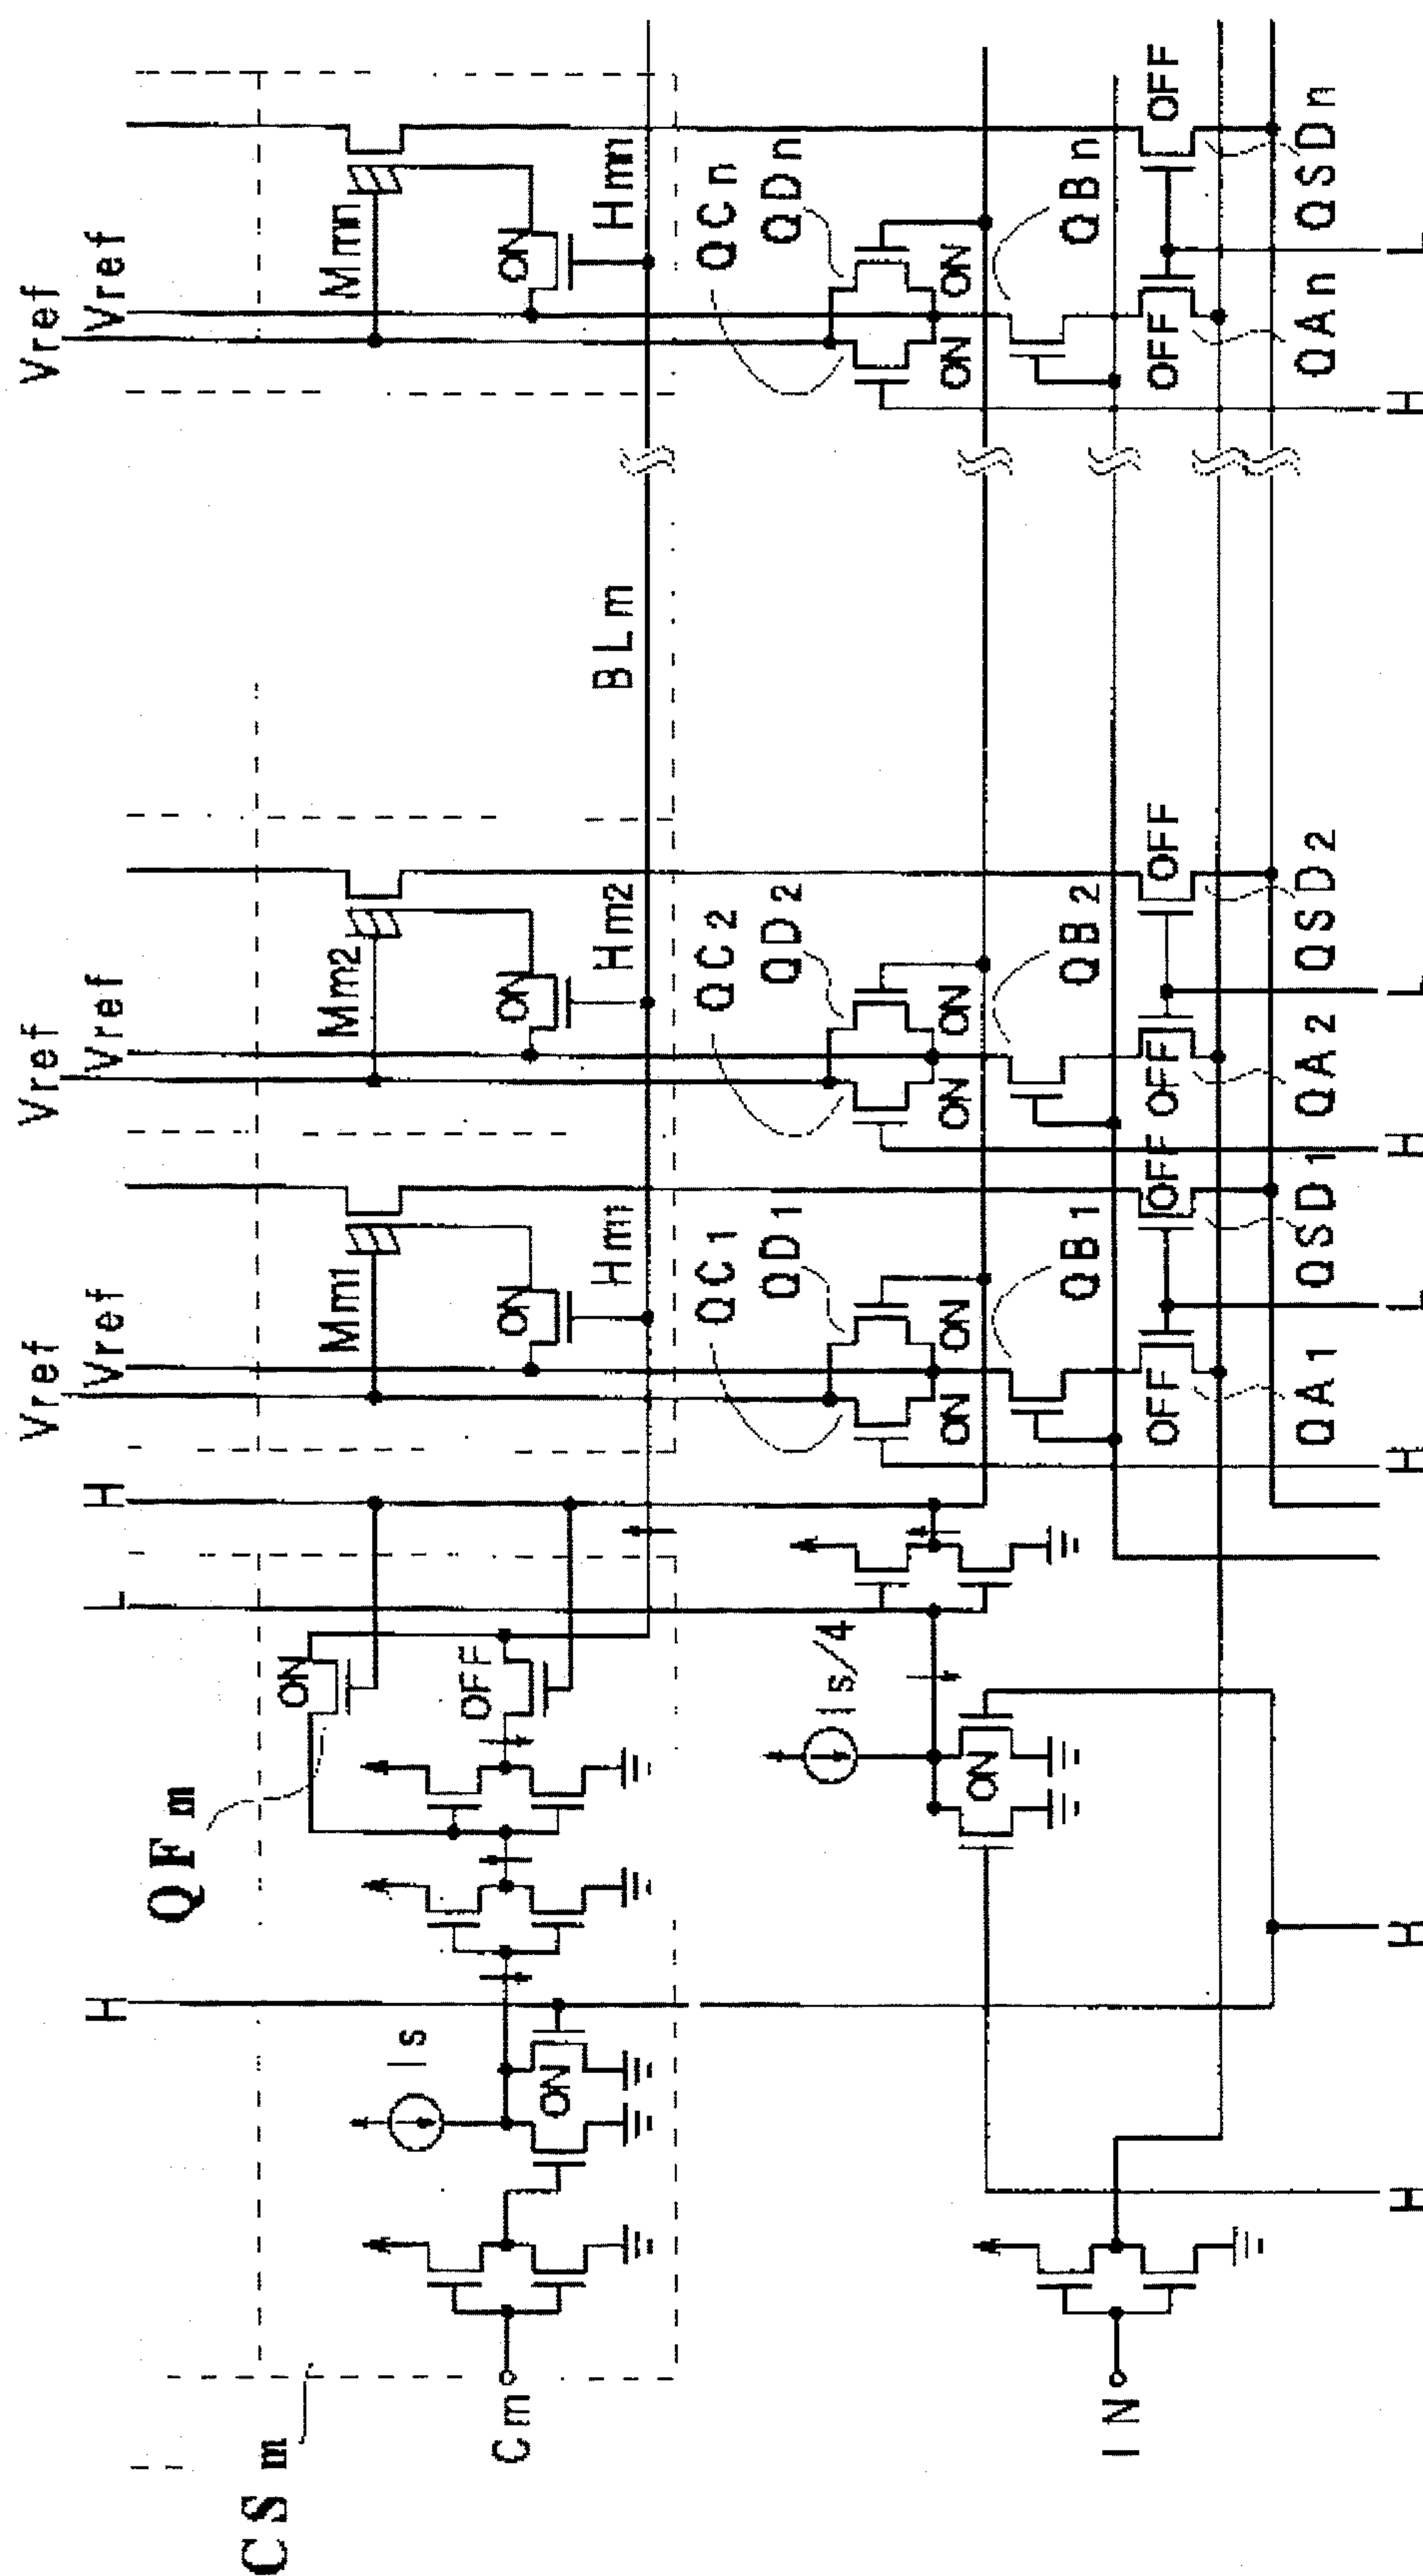 Vref Vref Vref
H L H Vref Vref Vref
QFm
CSm
ON
Mm1 Mm2 Mmn
Is
OFF
Cm ON ON ON
ON
Hm1 Hm2 BLm Hmn
QC1 QC2 QCn
QD1 QD2 QDn
Is/4
ON ON ON ON ON ON
ON
QB1 QB2 QBn
IN
OFF OFF OFF OFF OFF OFF
QA1 QSD1 QA2 QSD2 QAn QSDn
H H H L H L H L